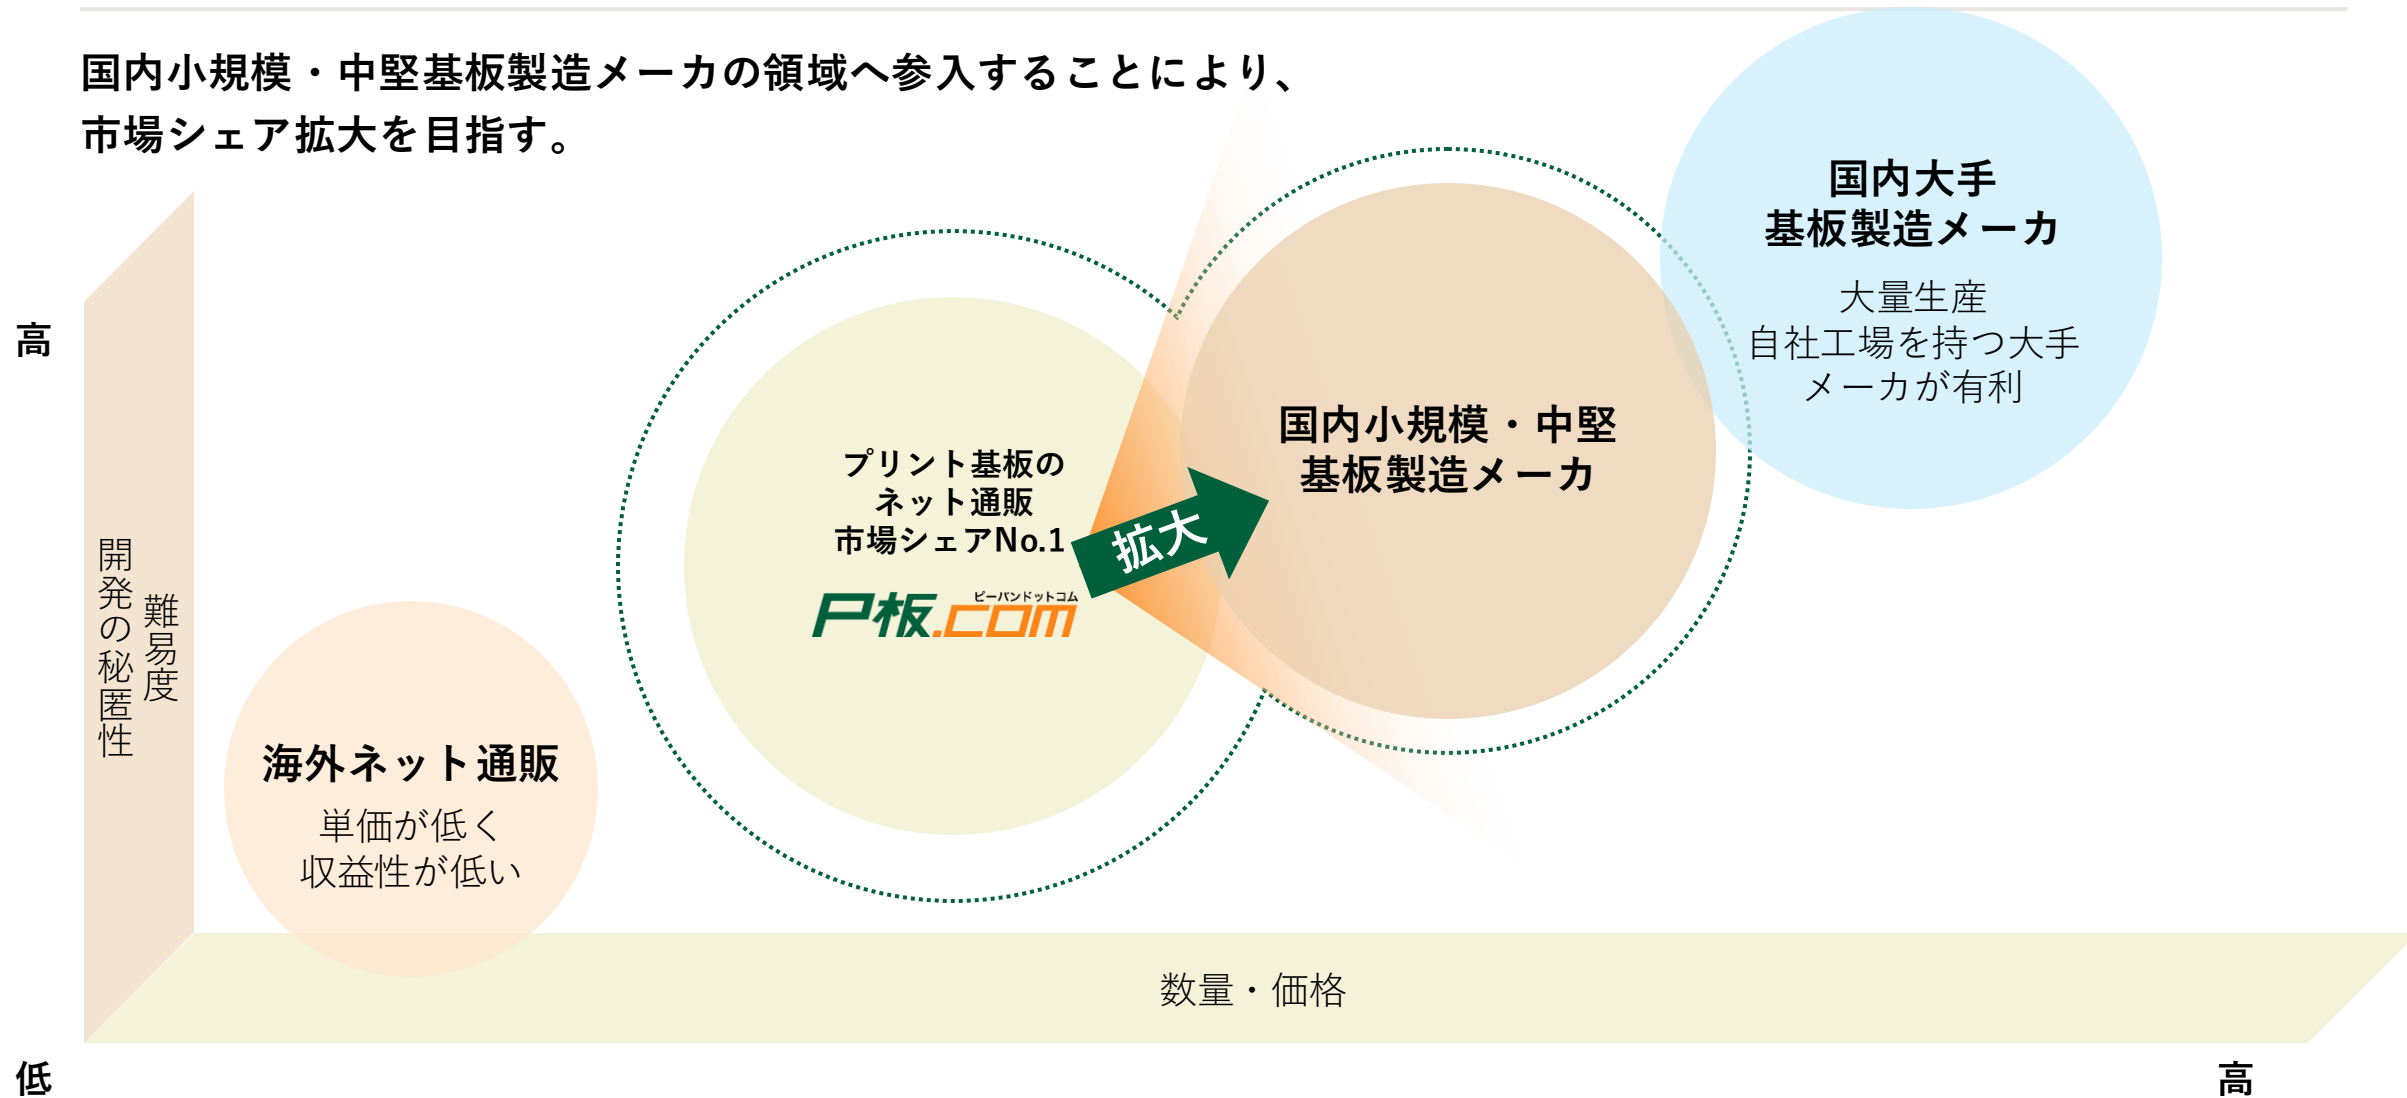 国内小規模・中堅基板製造メーカの領域へ参入することにより、
市場シェア拡大を目指す。
国内大手
基板製造メーカ
大量生産
自社工場を持つ大手
メーカが有利
高
国内小規模・中堅
基板製造メーカ
プリント基板の
ネット通販
市場シェアNo.1
拡大
ピーバンドットコム
P板.com
難易度
開発の秘匿性
海外ネット通販
単価が低く
収益性が低い
数量・価格
低
高